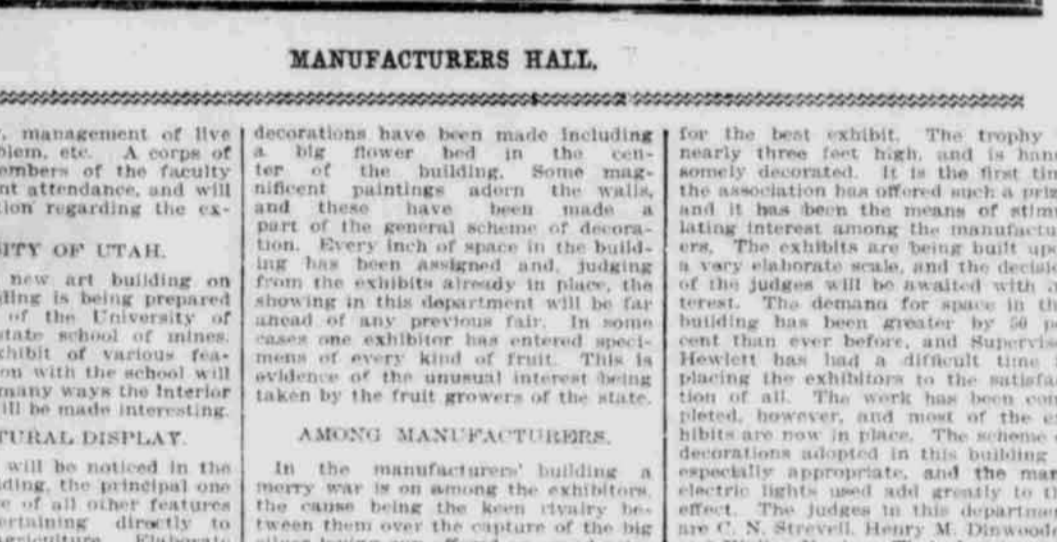 MANUFACTURERS HALL.
, management of live
blem, etc. A corps of
embers of the faculty
nt attendance, and will
tion regarding the ex-
ITY OF UTAH.
new art building on
ding is being prepared
of the University of
state school of mines.
xhibit of various fea-
on with the school will
many ways the interior
ill be made interesting.
TURAL DISPLAY.
will be noticed in the
ding, the principal one
e of all other features
ertaining directly to
agriculture. Elaborate
decorations have been made including
a big flower bed in the cen-
ter of the building. Some mag-
nificent paintings adorn the walls,
and these have been made a
part of the general scheme of decora-
tion. Every inch of space in the build-
ing has been assigned and, judging
from the exhibits already in place, the
showing in this department will be far
ahead of any previous fair. In some
cases one exhibitor has entered speci-
mens of every kind of fruit. This is
evidence of the unusual interest being
taken by the fruit growers of the state.
AMONG MANUFACTURERS.
In the manufacturers' building a
merry war is on among the exhibitors,
the cause being the keen rivalry be-
tween them over the capture of the big
for the best exhibit. The trophy
nearly three feet high, and is hand
somely decorated. It is the first tim
the association has offered such a priz
and it has been the means of stimu
lating interest among the manufactu
ers. The exhibits are being built upo
a very elaborate scale, and the decisio
of the judges will be awaited with
terest. The demand for space in th
building has been greater by 50 p
cent than ever before, and Superviso
Hewlett has had a difficult time
placing the exhibitors to the satisfa
tion of all. The work has been com
pleted, however, and most of the e
hibits are now in place. The scheme
decorations adopted in this building
especially appropriate, and the man
electric lights used add greatly to t
effect. The judges in this departmen
are C. N. Strevell, Henry M. Dinwoode